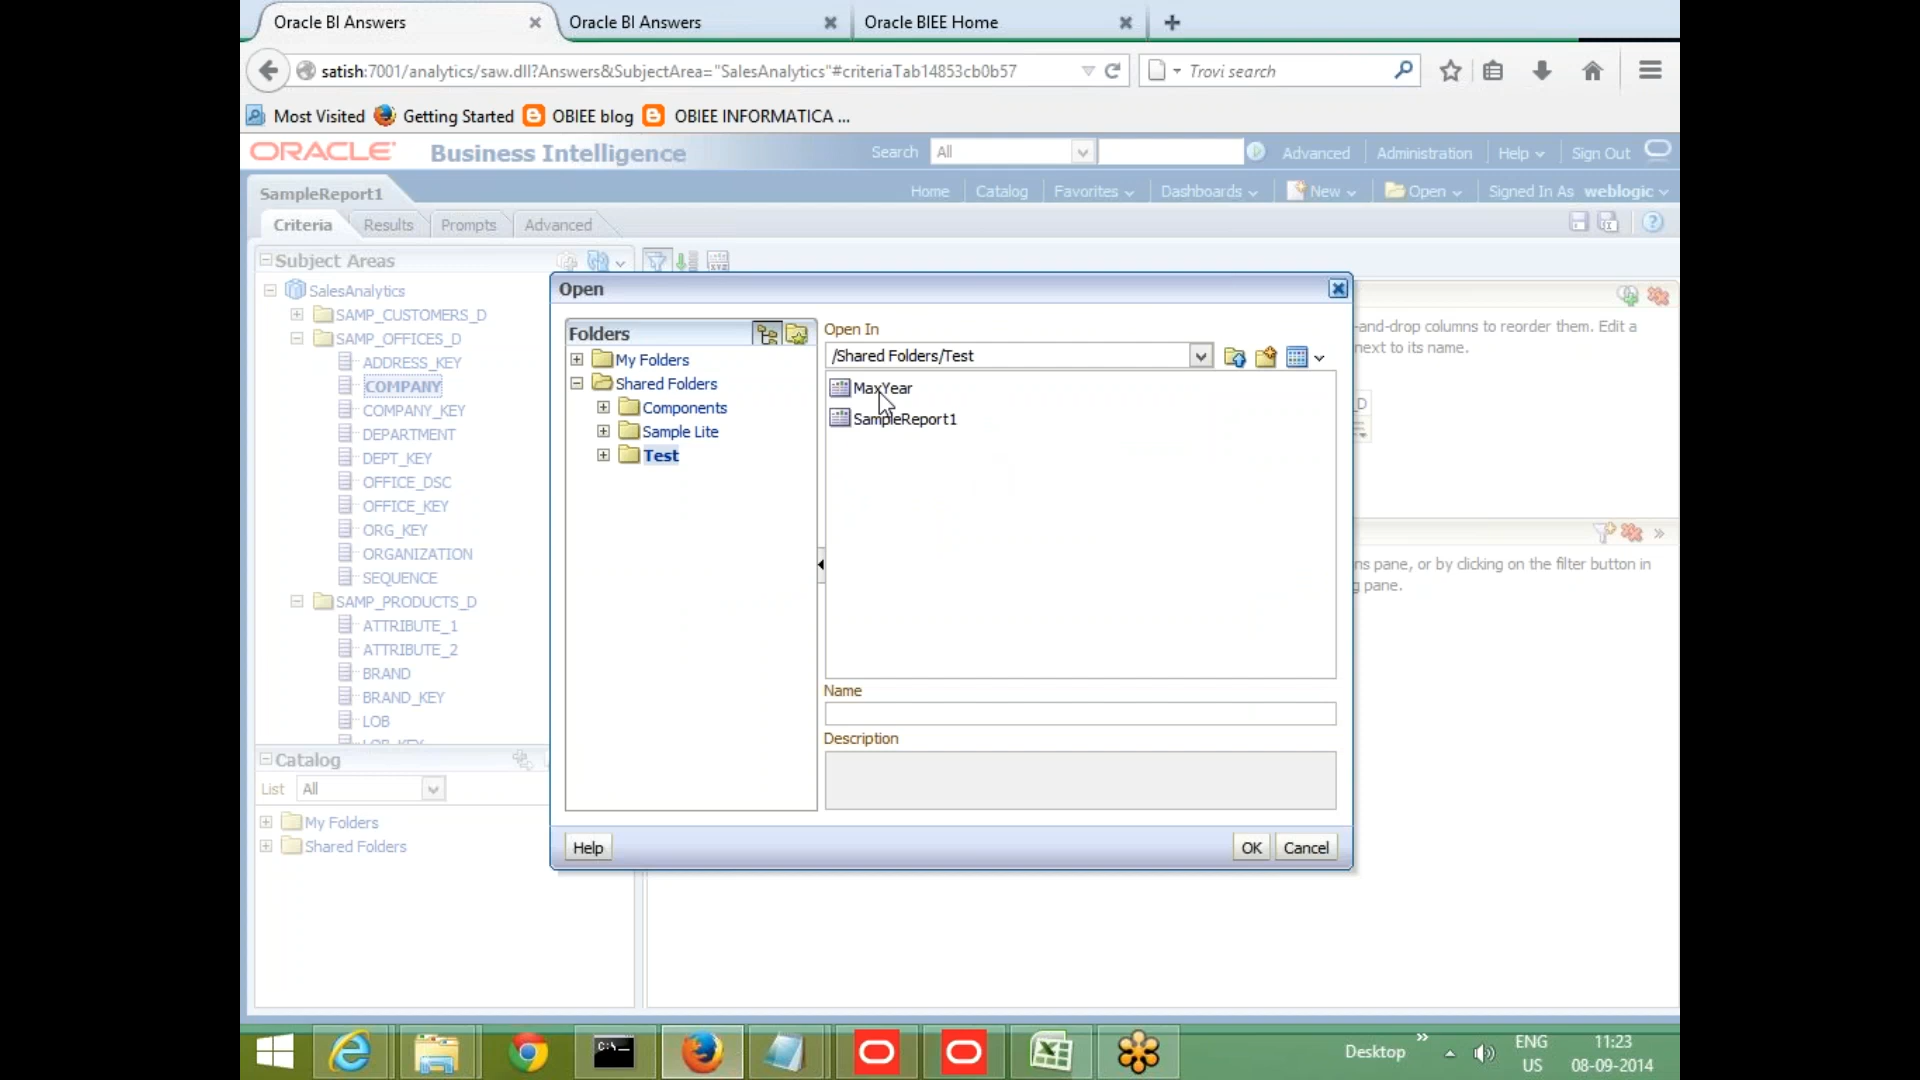 Oracle BI Answers
Oracle BI Answers
Oracle BIEE Home
satish:7001/analytics/saw.dll?Answers&SubjectArea="SalesAnalytics"#criteriaTab14853cb0b57
Trovi search
Most Visited
Getting Started
OBIEE blog
OBIEE INFORMATICA ...
ORACLE Business Intelligence
Search
All
Advanced
Administration
Help
Sign Out
SampleReport1
Home
Catalog
Favorites
Dashboards
New
Open
Signed In As weblogic
Criteria
Results
Prompts
Advanced
Subject Areas
SalesAnalytics
SAMP_CUSTOMERS_D
SAMP_OFFICES_D
ADDRESS_KEY
COMPANY
COMPANY_KEY
DEPARTMENT
DEPT_KEY
OFFICE_DSC
OFFICE_KEY
ORG_KEY
ORGANIZATION
SEQUENCE
SAMP_PRODUCTS_D
ATTRIBUTE_1
ATTRIBUTE_2
BRAND
BRAND_KEY
LOB
LOB_KEY
Catalog
List
All
My Folders
Shared Folders
Open
Folders
My Folders
Shared Folders
Components
Sample Lite
Test
Open In
/Shared Folders/Test
MaxYear
SampleReport1
Name
Description
Help
OK
Cancel
-and-drop columns to reorder them. Edit a
next to its name.
_D
ns pane, or by clicking on the filter button in
g pane.
C:\_
Desktop
ENG
US
11:23
08-09-2014